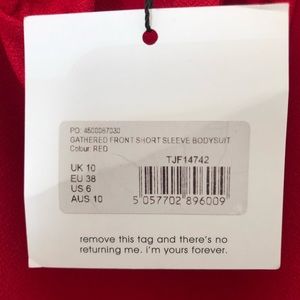 PO: 4500067030
GATHERED FRONT SHORT SLEEVE BODYSUIT
Colour: RED
TJF14742
UK 10
EU 38
US 6
AUS 10
5 057702 896009
remove this tag and there's no
returning me. i'm yours forever.